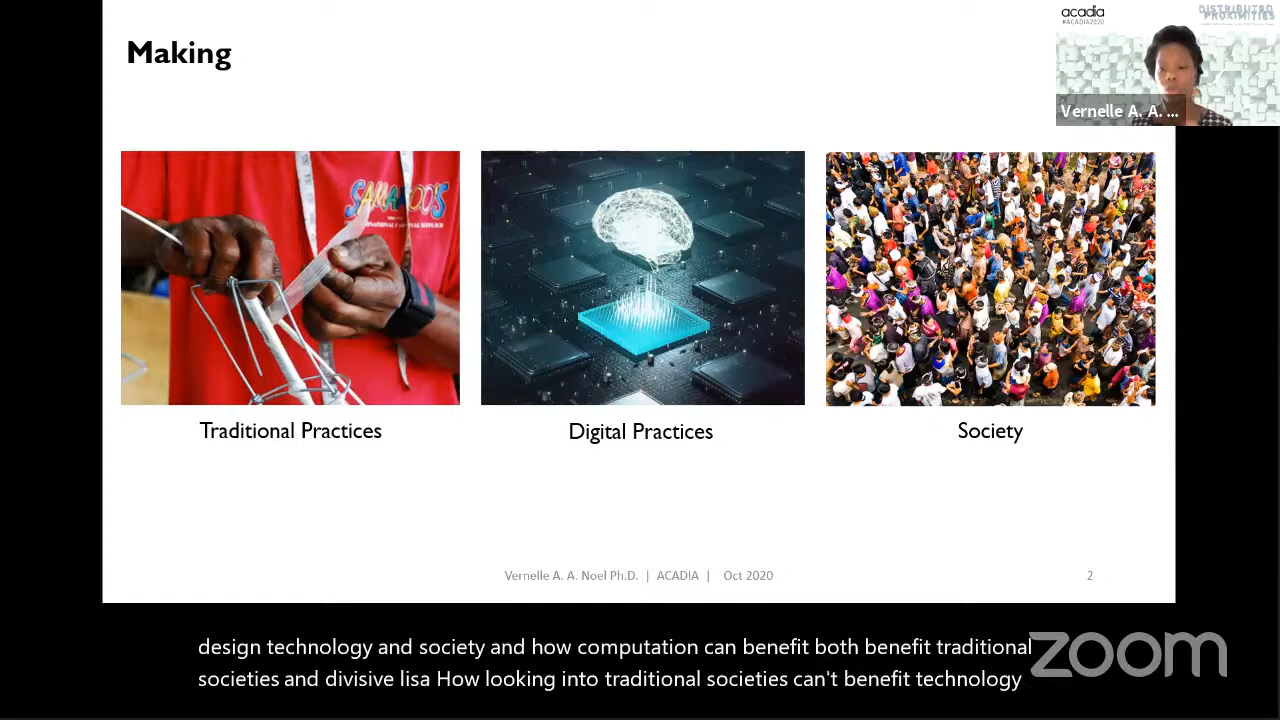 acadia
#ACADIA2020
DISTRIBUTED
PROXIMITIES
Making
Vernelle A. A. ...
Traditional Practices
Digital Practices
Society
Vernelle A. A. Noel Ph.D. | ACADIA | Oct 2020
2
design technology and society and how computation can benefit both benefit traditional
societies and divisive lisa How looking into traditional societies can't benefit technology
zoom